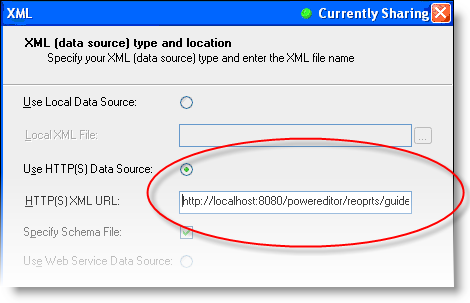 XML Currently Sharing
XML (data source) type and location
Specify your XML (data source) type and enter the XML file name
Use Local Data Source:
Local XML File: ...
Use HTTP(S) Data Source:
HTTP(S) XML URL: http://localhost:8080/powereditor/reoprts/guide
Specify Schema File:
Use Web Service Data Source: